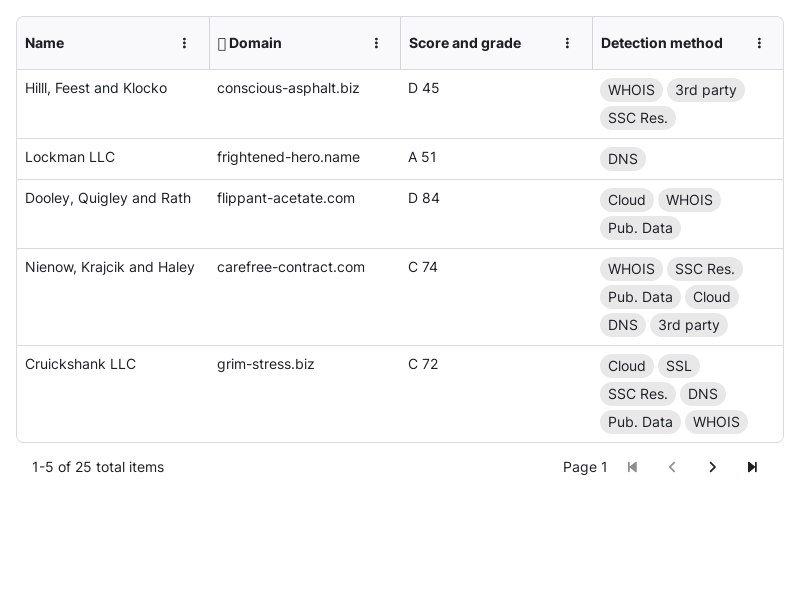 Name Domain Score and grade Detection method
Hilll, Feest and Klocko conscious-asphalt.biz D 45 WHOIS 3rd party
SSC Res.
Lockman LLC frightened-hero.name A 51 DNS
Dooley, Quigley and Rath flippant-acetate.com D 84 Cloud WHOIS
Pub. Data
Nienow, Krajcik and Haley carefree-contract.com C 74 WHOIS SSC Res.
Pub. Data Cloud
DNS 3rd party
Cruickshank LLC grim-stress.biz C 72 Cloud SSL
SSC Res. DNS
Pub. Data WHOIS
1-5 of 25 total items Page 1